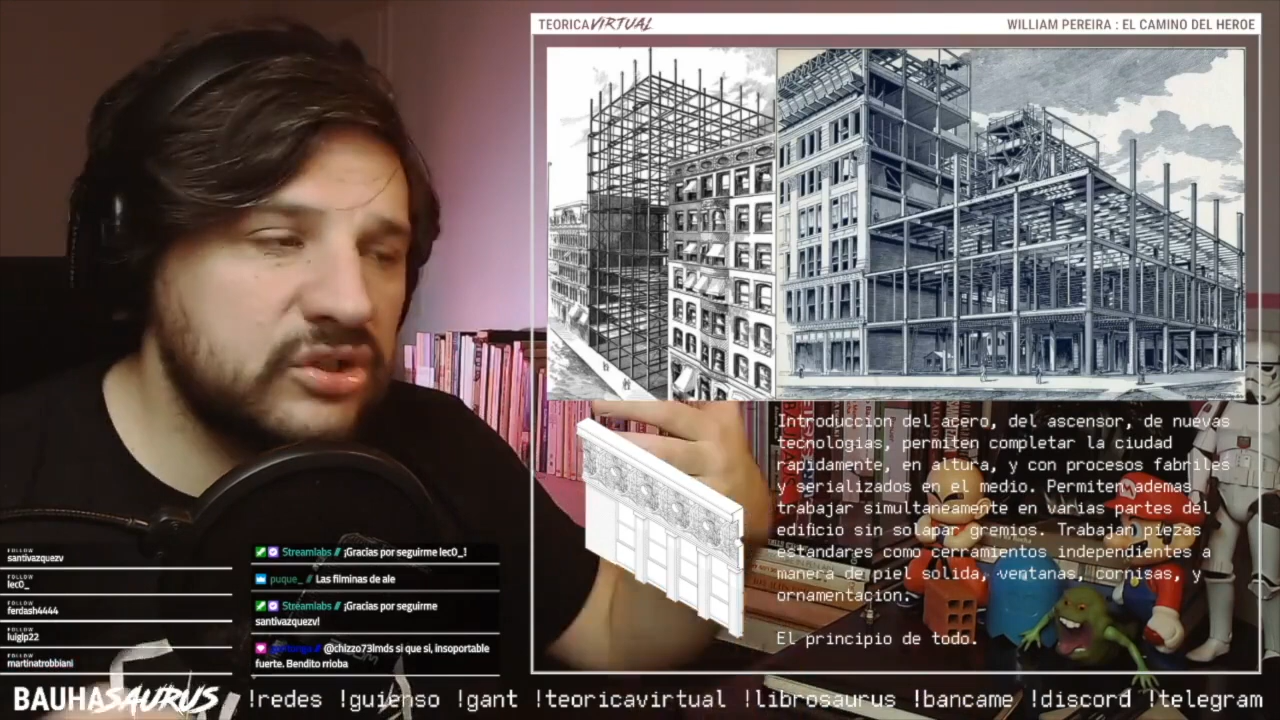 TEORICAVIRTUAL
WILLIAM PEREIRA : EL CAMINO DEL HEROE
Introduccion del acero, del ascensor, de nuevas
tecnologias, permiten completar la ciudad
rapidamente, en altura, y con procesos fabriles
y serializados en el medio. Permiten ademas
trabajar simultaneamente en varias partes del
edificio sin solapar gremios. Trabajan piezas
estandares como cerramientos independientes a
manera de piel solida, ventanas, cornisas, y
ornamentacion.
El principio de todo.
FOLLOW
santivazquezv
FOLLOW
lec0_
FOLLOW
ferdash4444
FOLLOW
luiglp22
FOLLOW
martinatrobbiani
Streamlabs // ¡Gracias por seguirme lec0_!
puque_ // Las filminas de ale
Streamlabs // ¡Gracias por seguirme
santivazquezv!
// @chizzo73lmds si que si, insoportable
fuerte. Bendito rrioba
BAUHASAURUS !redes !guienso !gant !teoricavirtual !librosaurus !bancame !discord !telegram